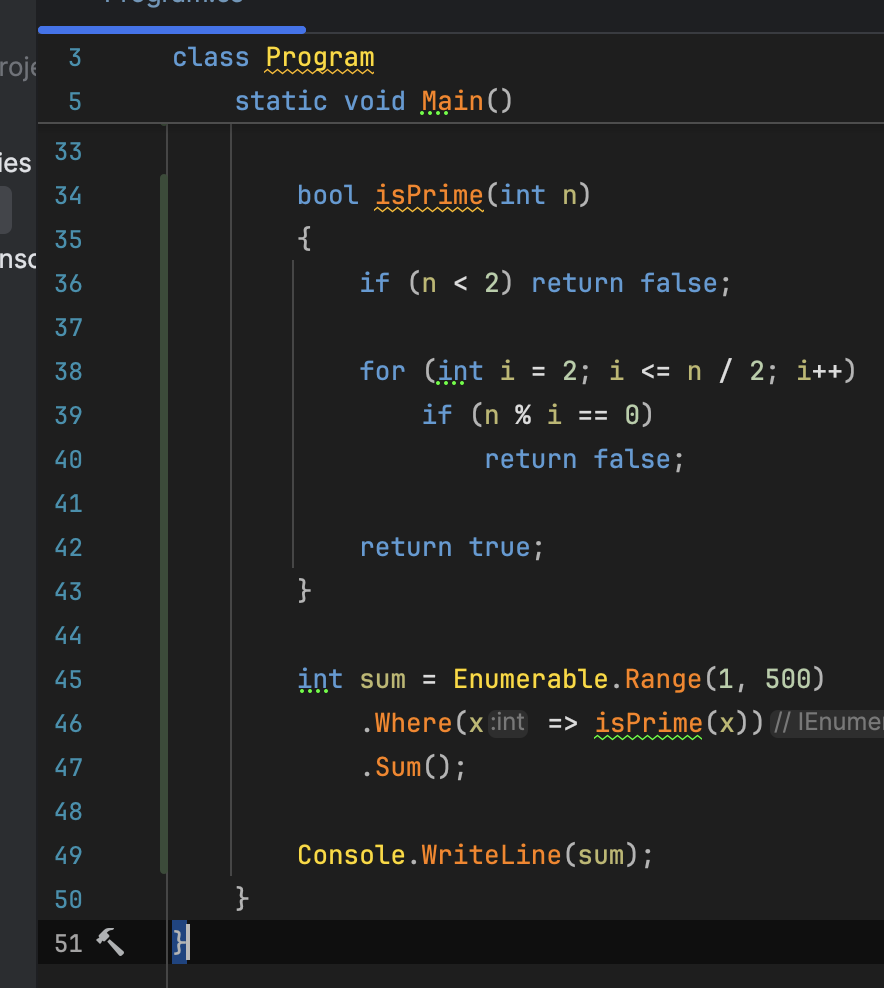 3 class Program
5 static void Main()
33
34 bool isPrime(int n)
35 {
36 if (n < 2) return false;
37
38 for (int i = 2; i <= n / 2; i++)
39 if (n % i == 0)
40 return false;
41
42 return true;
43 }
44
45 int sum = Enumerable.Range(1, 500)
46 .Where(x :int => isPrime(x)) // IEnumer
47 .Sum();
48
49 Console.WriteLine(sum);
50 }
51 }
roje
ies
nso